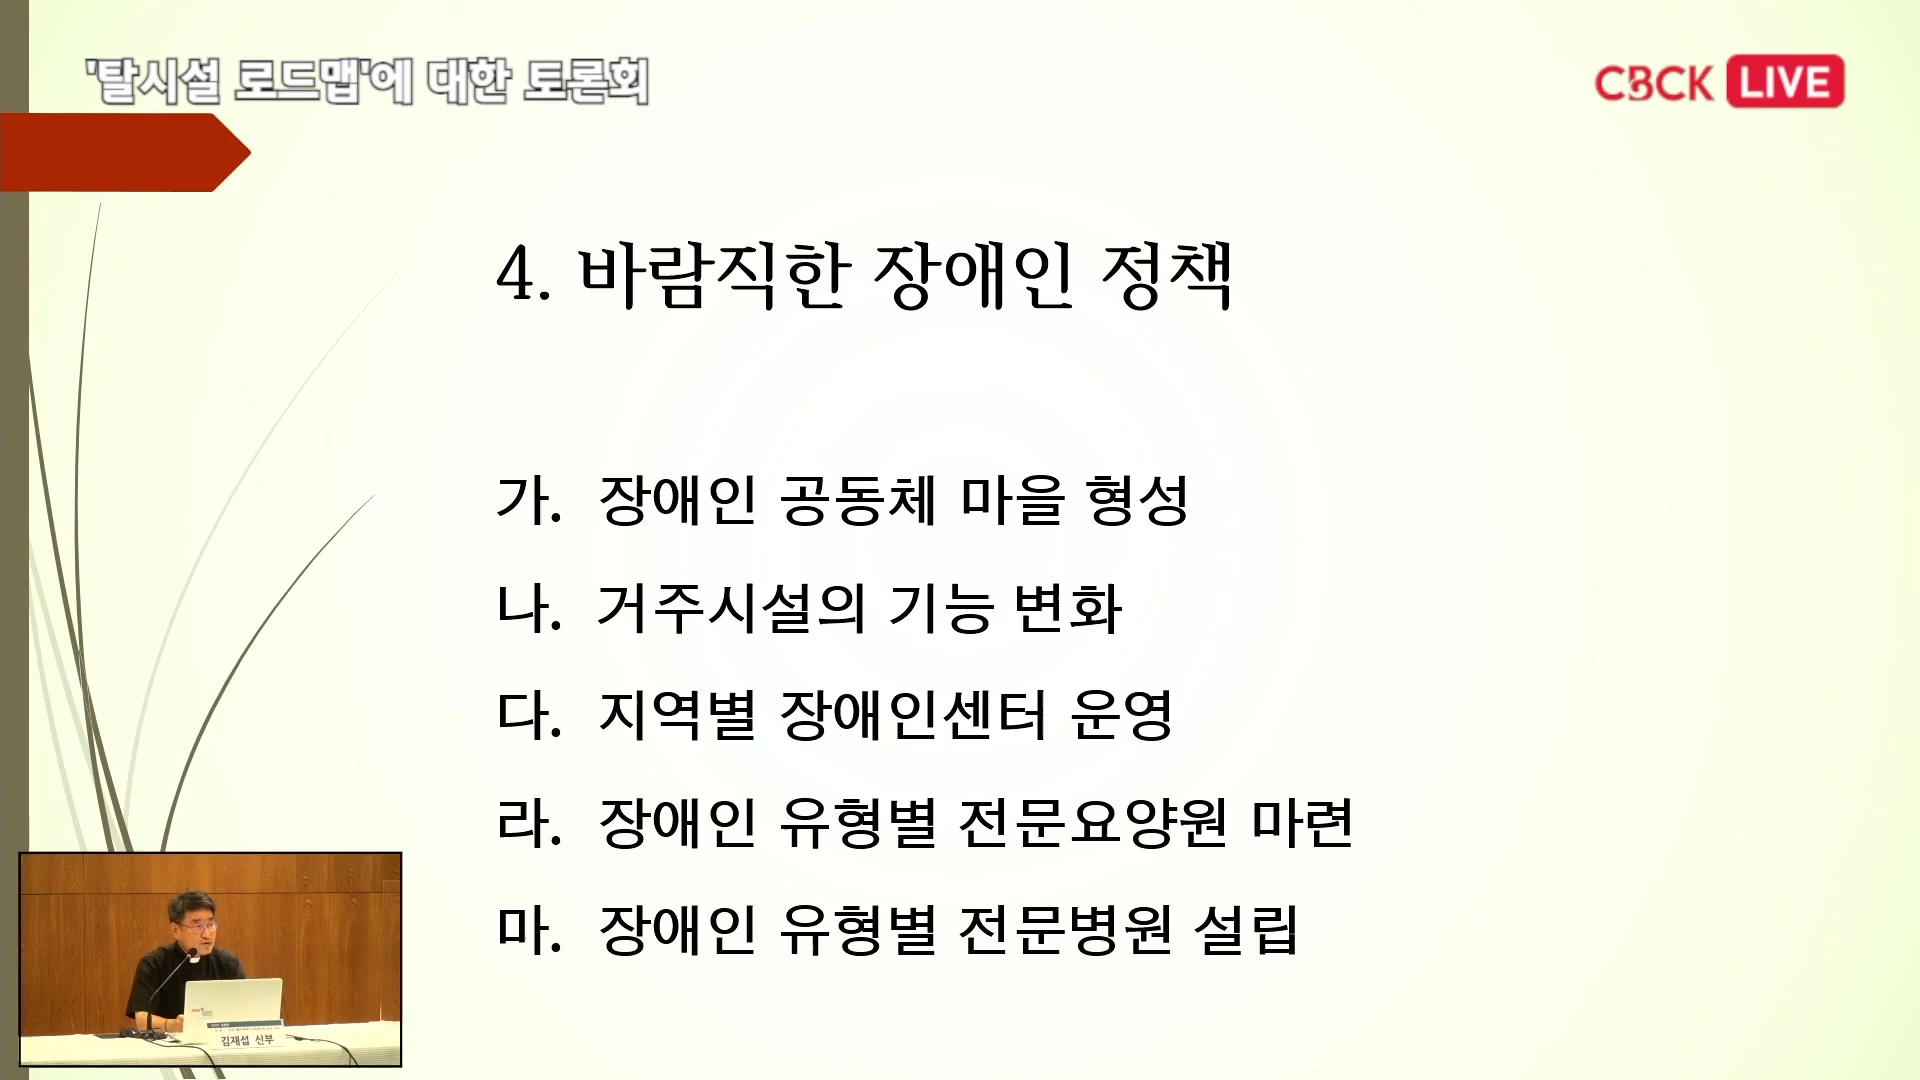 '탈시설 로드맵'에 대한 토론회
CBCK LIVE
4. 바람직한 장애인 정책
가. 장애인 공동체 마을 형성
나. 거주시설의 기능 변화
다. 지역별 장애인센터 운영
라. 장애인 유형별 전문요양원 마련
마. 장애인 유형별 전문병원 설립
김재섭 신부